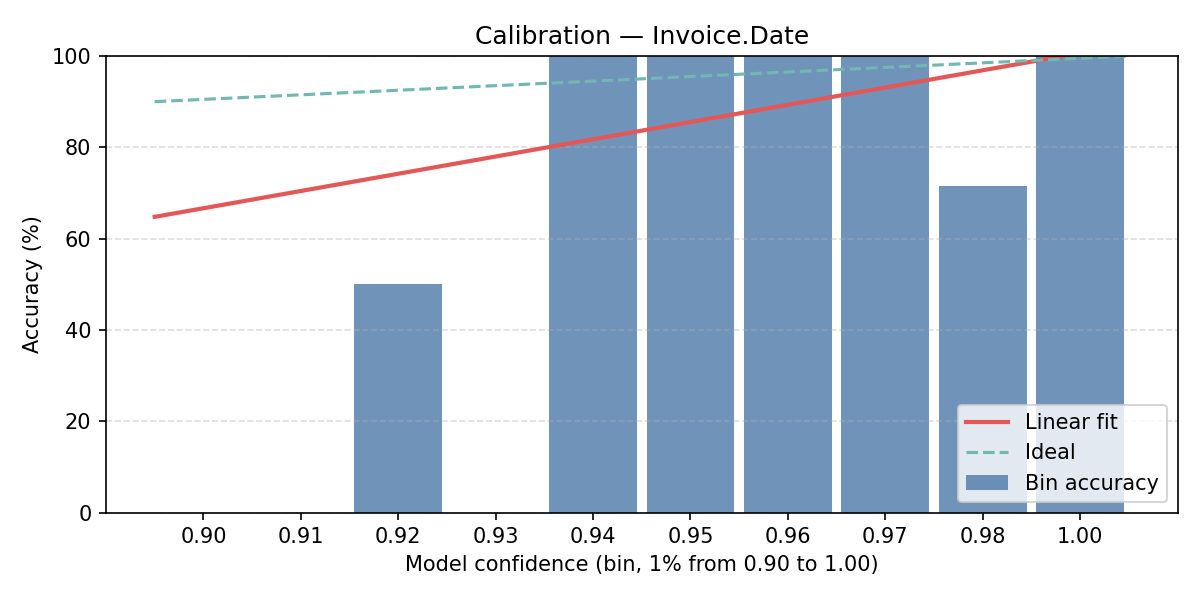 Calibration — Invoice.Date
100
80
60
40
20
0
Accuracy (%)
0.90 0.91 0.92 0.93 0.94 0.95 0.96 0.97 0.98 1.00
Model confidence (bin, 1% from 0.90 to 1.00)
Linear fit
Ideal
Bin accuracy